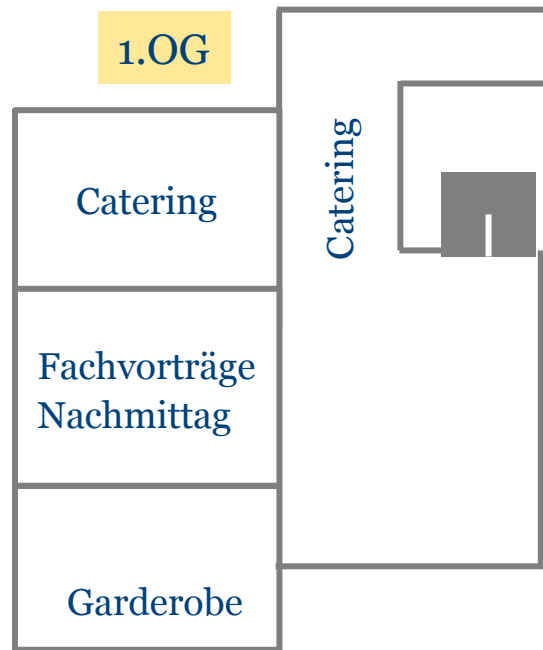 1.OG
Catering
Catering
Fachvorträge
Nachmittag
Garderobe